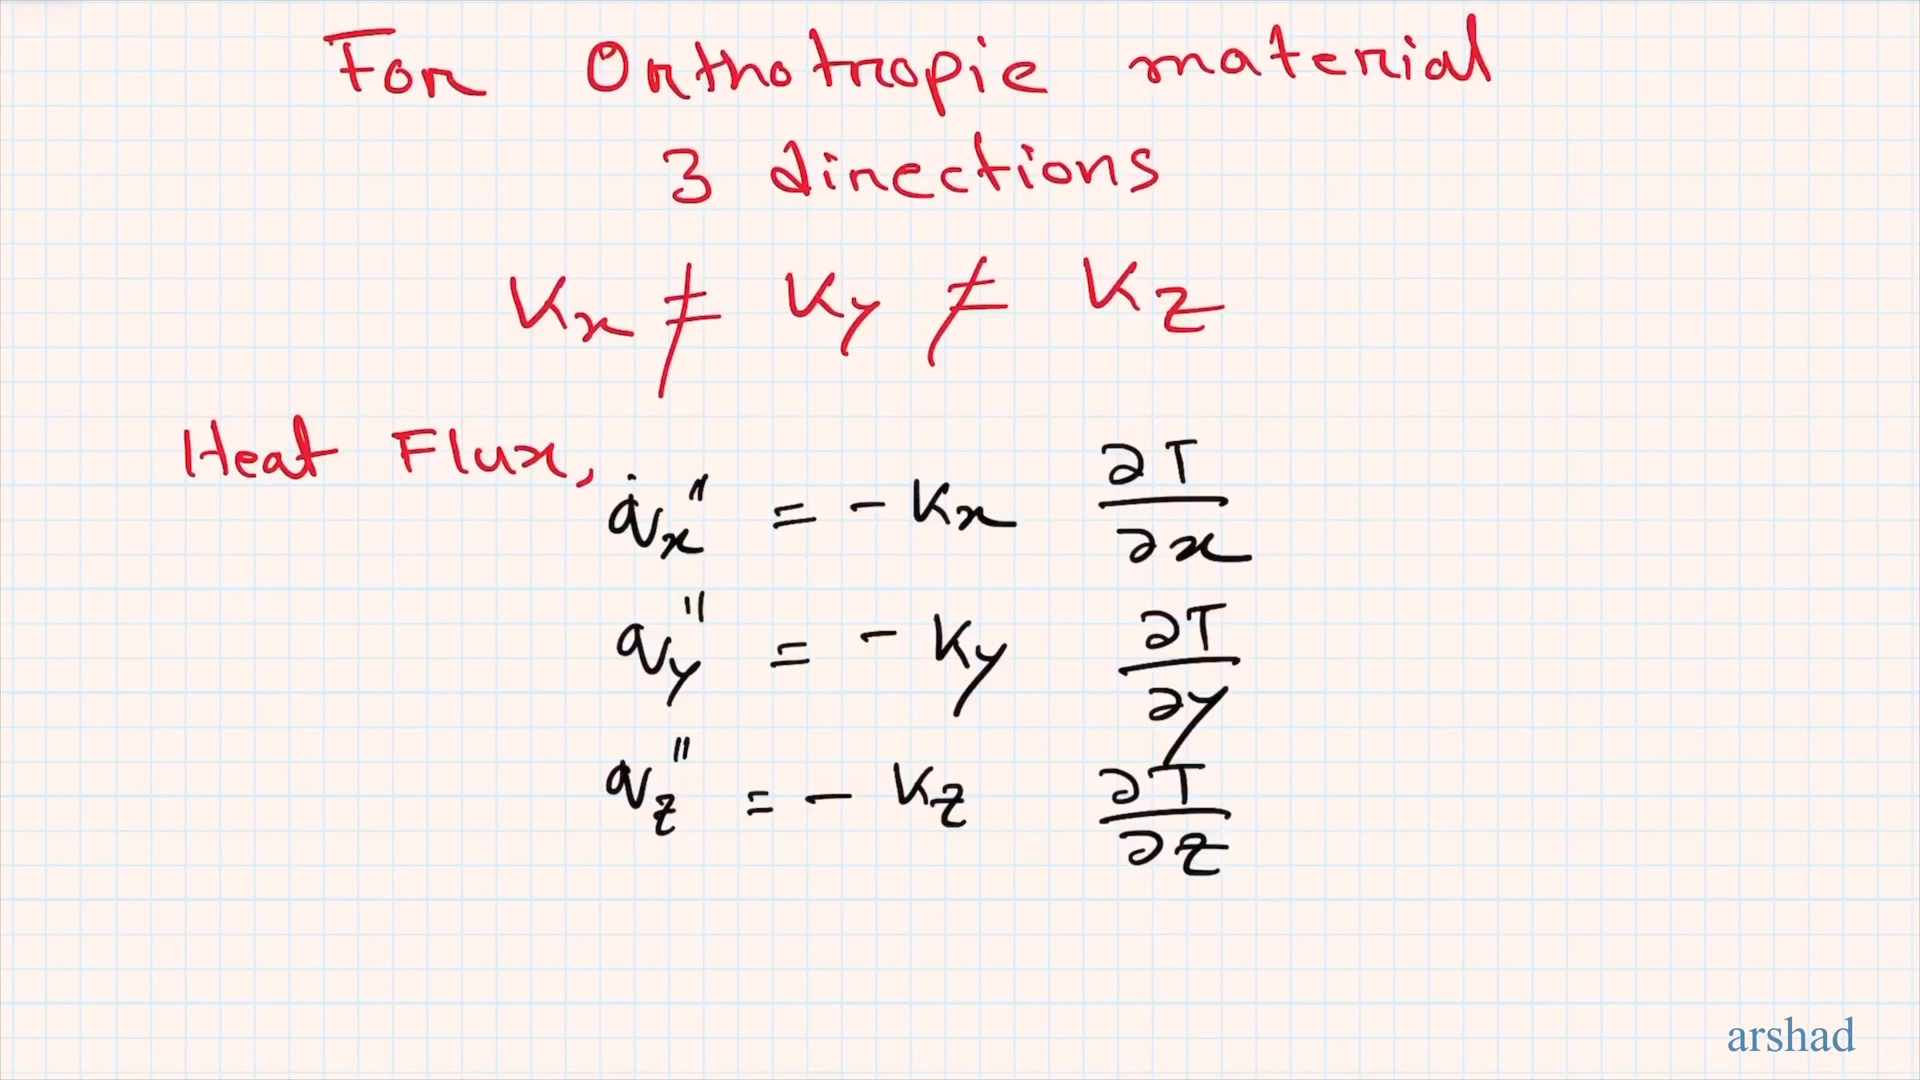 For Orthotropic material
3 directions
Kx ≠ Ky ≠ Kz
Heat Flux,
q̇x'' = - Kx ∂T/∂x
qy'' = - Ky ∂T/∂y
qz'' = - Kz ∂T/∂z
arshad